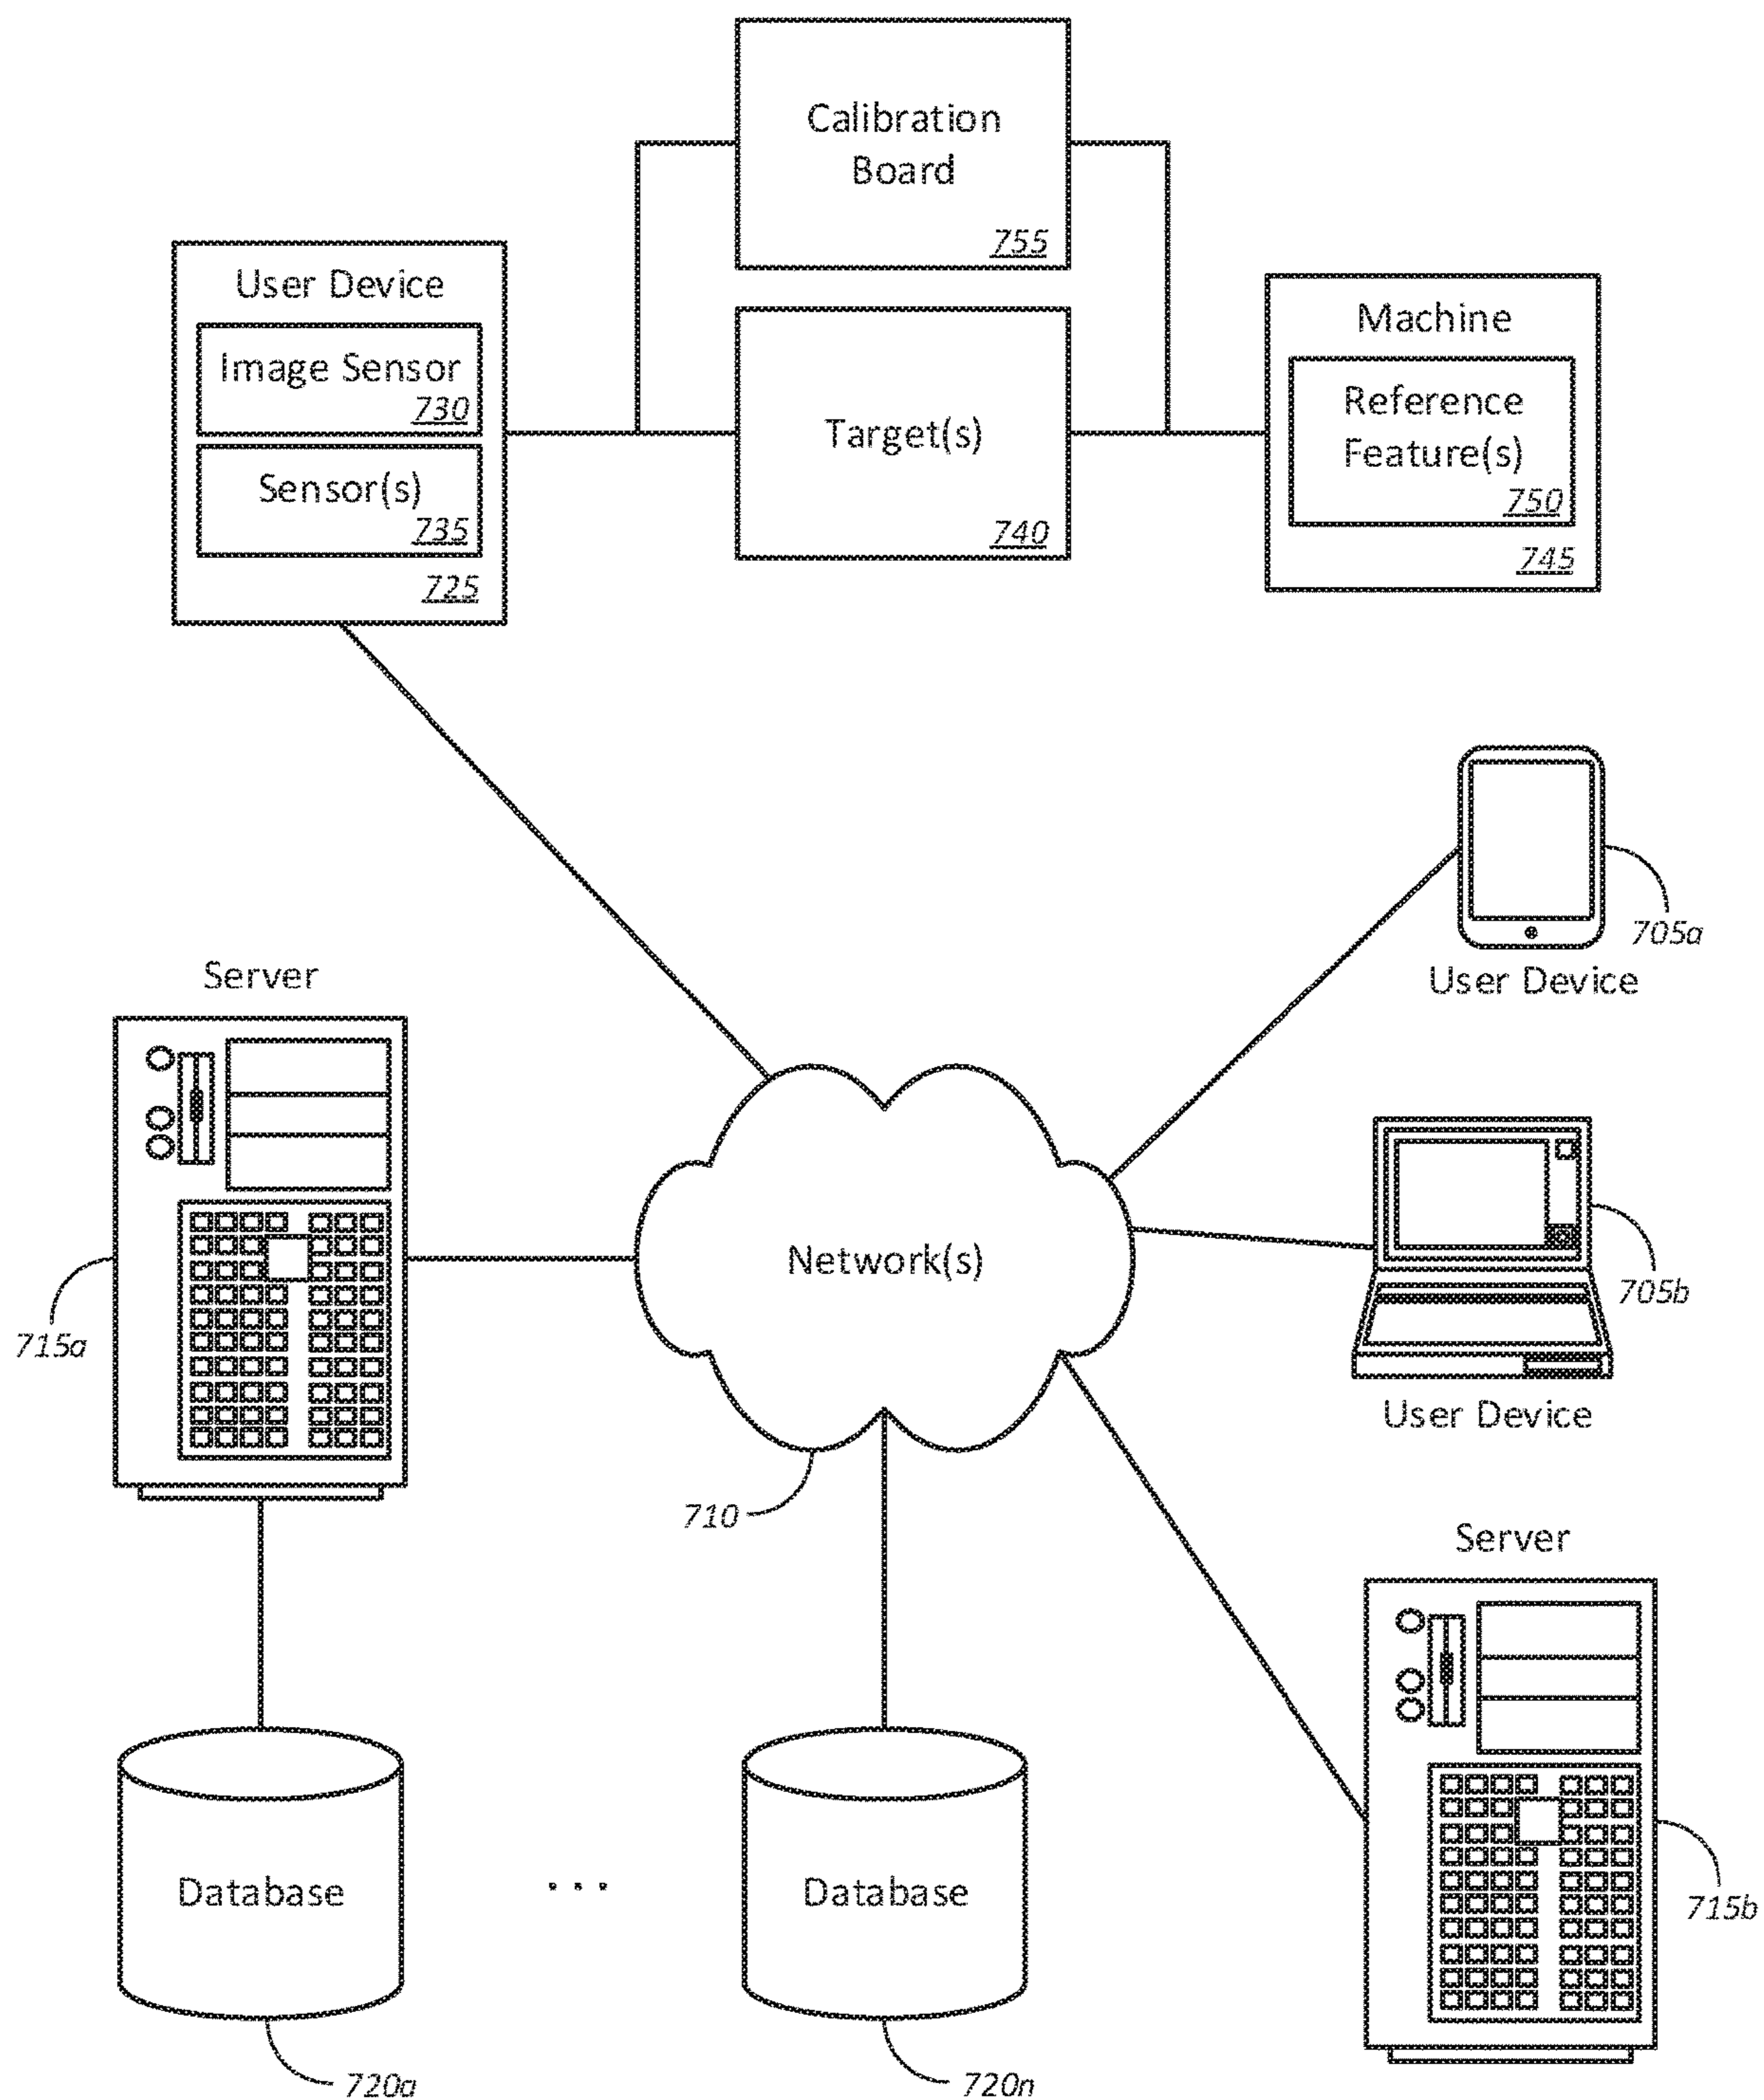 Calibration
Board
755
User Device
Image Sensor
730
Sensor(s)
735
725
Target(s)
740
Machine
Reference
Feature(s)
750
745
705a
User Device
Server
715a
Network(s)
710
705b
User Device
Server
715b
Database
720a
...
Database
720n